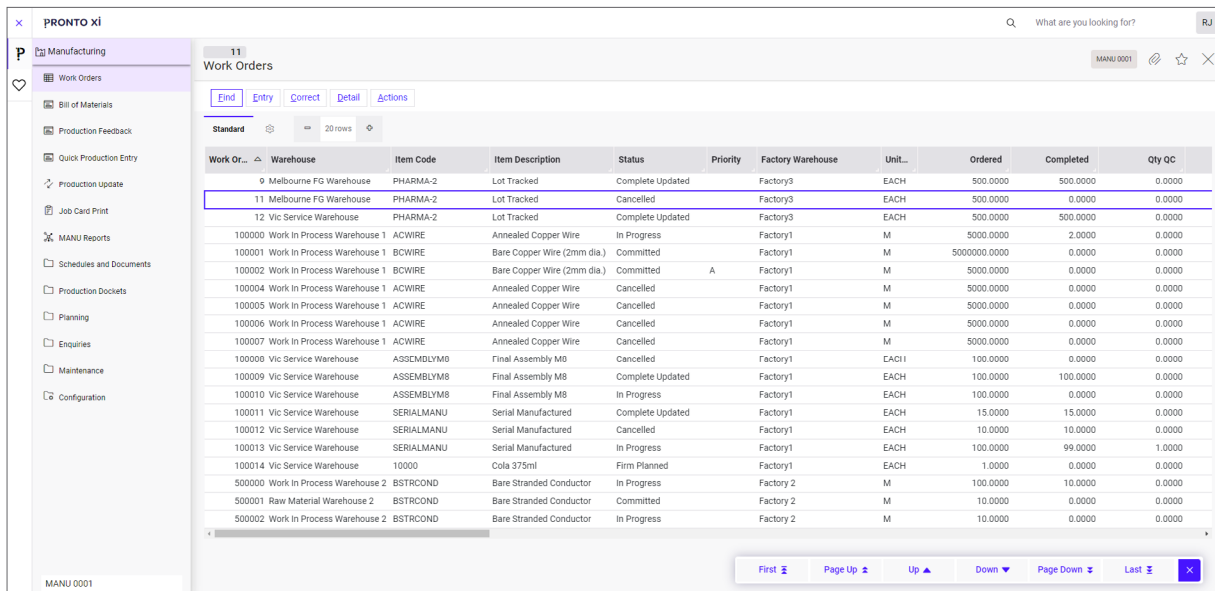 × PRONTO Xi What are you looking for? RJ
Manufacturing
Work Orders
Bill of Materials
Production Feedback
Quick Production Entry
Production Update
Job Card Print
MANU Reports
Schedules and Documents
Production Dockets
Planning
Enquiries
Maintenance
Configuration
MANU 0001
11
Work Orders
MANU 0001
Find Entry Correct Detail Actions
Standard 20 rows
Work Or... Warehouse Item Code Item Description Status Priority Factory Warehouse Unit... Ordered Completed Qty QC
9 Melbourne FG Warehouse PHARMA-2 Lot Tracked Complete Updated Factory3 EACH 500.0000 500.0000 0.0000
11 Melbourne FG Warehouse PHARMA-2 Lot Tracked Cancelled Factory3 EACH 500.0000 0.0000 0.0000
12 Vic Service Warehouse PHARMA-2 Lot Tracked Complete Updated Factory3 EACH 500.0000 500.0000 0.0000
100000 Work In Process Warehouse 1 ACWIRE Annealed Copper Wire In Progress Factory1 M 5000.0000 2.0000 0.0000
100001 Work In Process Warehouse 1 BCWIRE Bare Copper Wire (2mm dia.) Committed Factory1 M 5000000.0000 0.0000 0.0000
100002 Work In Process Warehouse 1 BCWIRE Bare Copper Wire (2mm dia.) Committed A Factory1 M 5000.0000 0.0000 0.0000
100004 Work In Process Warehouse 1 ACWIRE Annealed Copper Wire Cancelled Factory1 M 5000.0000 0.0000 0.0000
100005 Work In Process Warehouse 1 ACWIRE Annealed Copper Wire Cancelled Factory1 M 5000.0000 0.0000 0.0000
100006 Work In Process Warehouse 1 ACWIRE Annealed Copper Wire Cancelled Factory1 M 5000.0000 0.0000 0.0000
100007 Work In Process Warehouse 1 ACWIRE Annealed Copper Wire Cancelled Factory1 M 5000.0000 0.0000 0.0000
100008 Vic Service Warehouse ASSEMBLYM8 Final Assembly M8 Cancelled Factory1 EACH 100.0000 0.0000 0.0000
100009 Vic Service Warehouse ASSEMBLYM8 Final Assembly M8 Complete Updated Factory1 EACH 100.0000 100.0000 0.0000
100010 Vic Service Warehouse ASSEMBLYM8 Final Assembly M8 In Progress Factory1 EACH 100.0000 0.0000 0.0000
100011 Vic Service Warehouse SERIALMANU Serial Manufactured Complete Updated Factory1 EACH 15.0000 15.0000 0.0000
100012 Vic Service Warehouse SERIALMANU Serial Manufactured Cancelled Factory1 EACH 10.0000 10.0000 0.0000
100013 Vic Service Warehouse SERIALMANU Serial Manufactured In Progress Factory1 EACH 100.0000 99.0000 1.0000
100014 Vic Service Warehouse 10000 Cola 375ml Firm Planned Factory1 EACH 1.0000 0.0000 0.0000
500000 Work In Process Warehouse 2 BSTRCOND Bare Stranded Conductor In Progress Factory 2 M 100.0000 10.0000 0.0000
500001 Raw Material Warehouse 2 BSTRCOND Bare Stranded Conductor Committed Factory 2 M 10.0000 0.0000 0.0000
500002 Work In Process Warehouse 2 BSTRCOND Bare Stranded Conductor In Progress Factory 2 M 10.0000 0.0000 0.0000
First Page Up Up Down Page Down Last ×